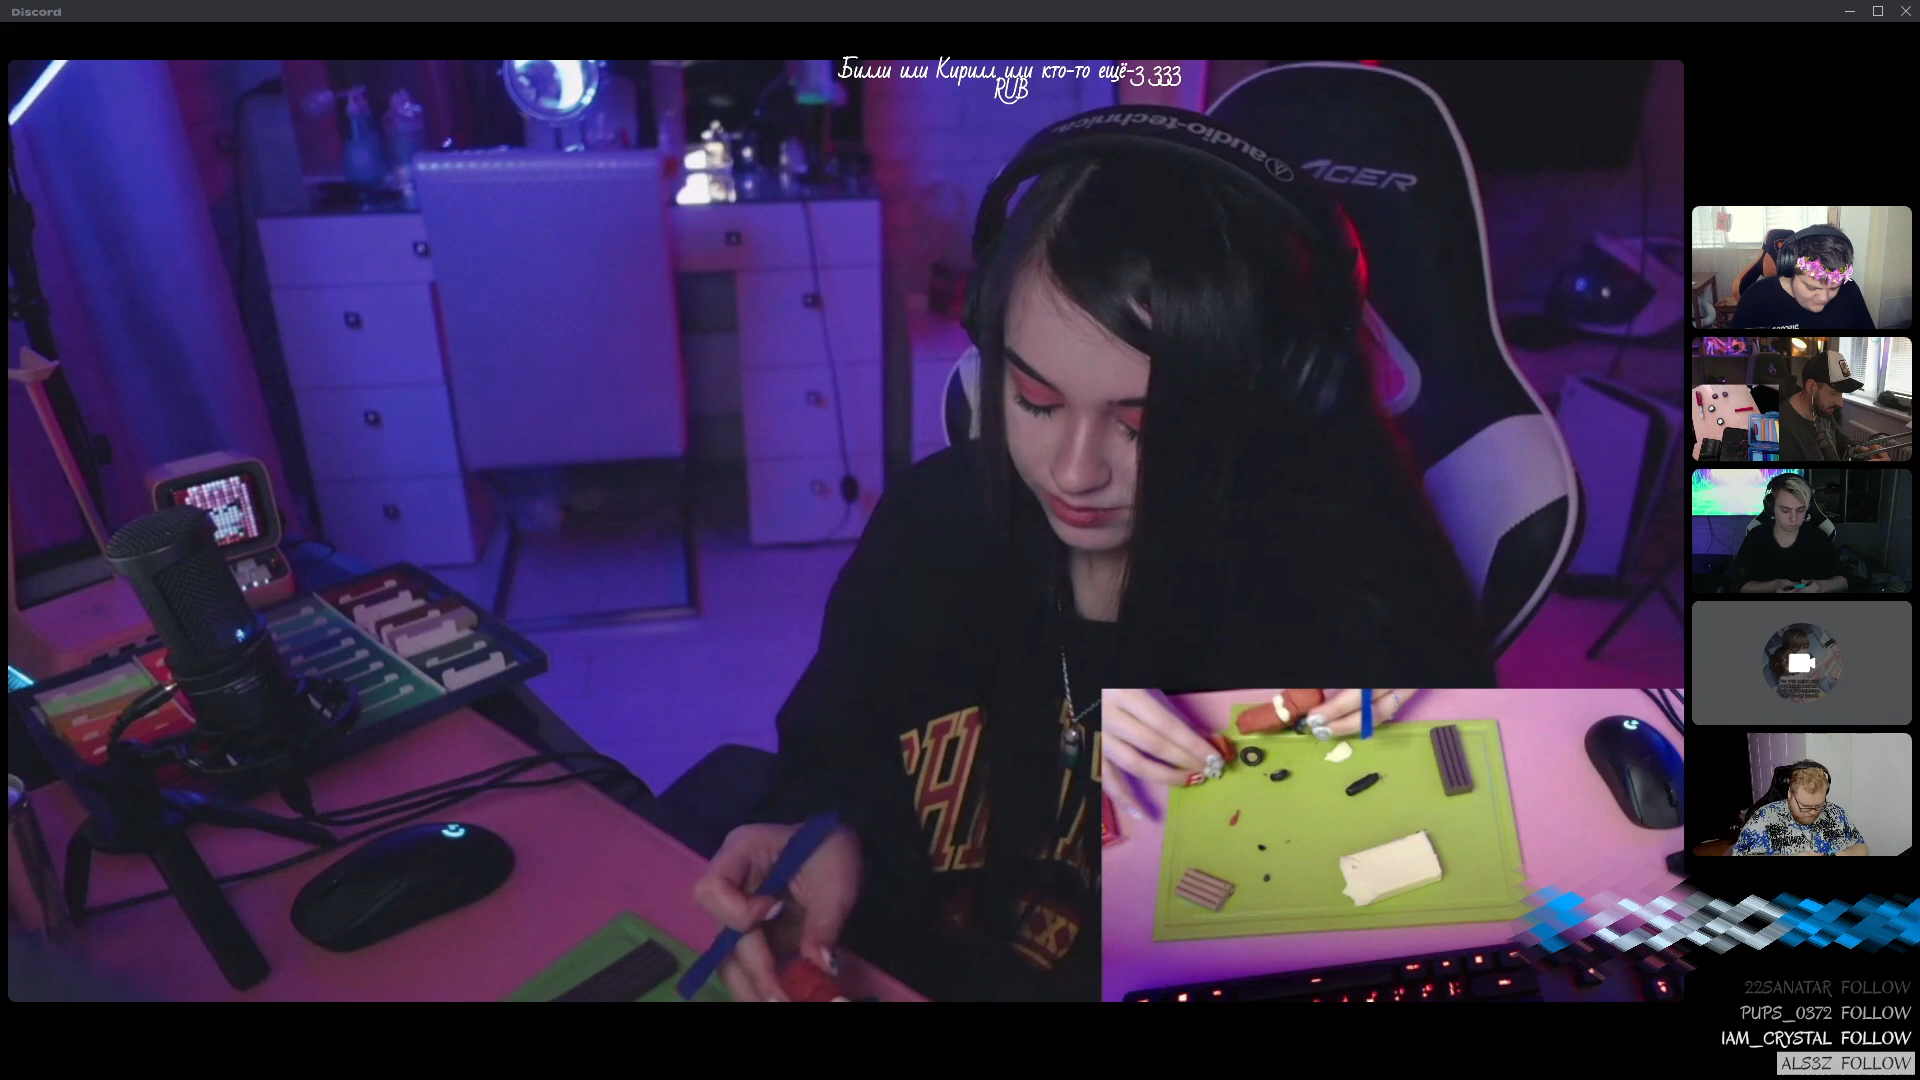 Discord
Билли или Кирилл или кто-то ещё-3 333
RUB
audio-technica
ACER
22SANATAR FOLLOW
PUPS_0372 FOLLOW
IAM_CRYSTAL FOLLOW
ALS3Z FOLLOW